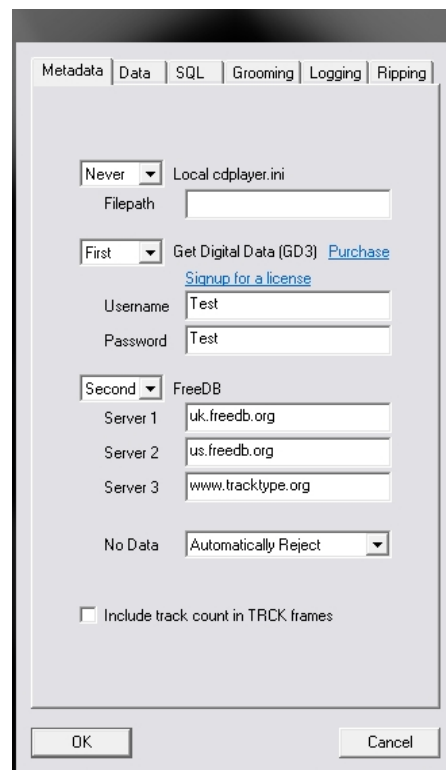 Metadata Data SQL Grooming Logging Ripping
Never Local cdplayer.ini
Filepath
First Get Digital Data (GD3) Purchase
Signup for a license
Username Test
Password Test
Second FreeDB
Server 1 uk.freedb.org
Server 2 us.freedb.org
Server 3 www.tracktype.org
No Data Automatically Reject
Include track count in TRCK frames
OK Cancel